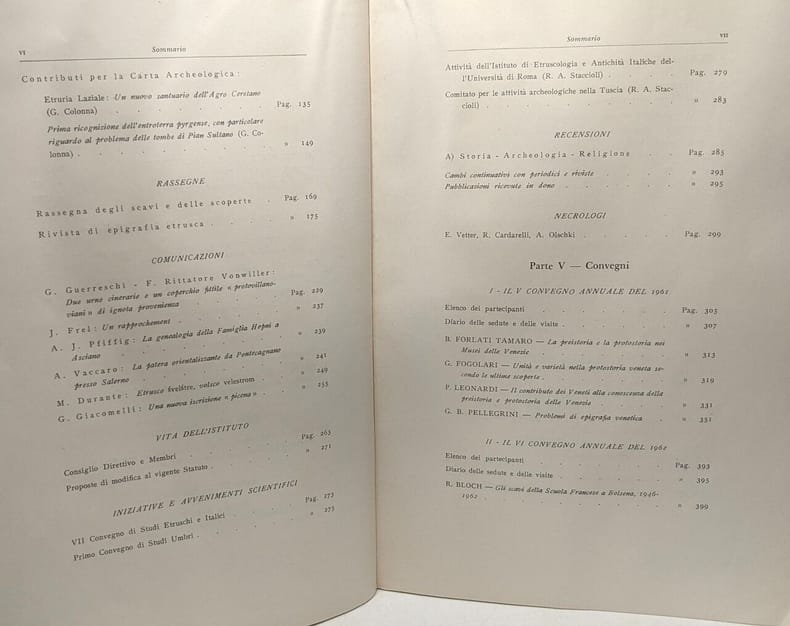 VI
Sommario
Contributi per la Carta Archeologica:
Etruria Laziale: Un nuovo santuario dell'Agro Ceretano
(G. Colonna) . . . . . . . Pag. 135
Prima ricognizione dell'entroterra pyrgense, con particolare
riguardo al problema delle tombe di Pian Sultano (G. Co-
lonna) . . . . . . . . » 149
RASSEGNE
Rassegna degli scavi e delle scoperte . . Pag. 169
Rivista di epigrafia etrusca . . . . » 175
COMUNICAZIONI
G. Guerreschi - F. Rittatore Vonwiller:
Due urne cinerarie e un coperchio fittile « protovillano-
viani » di ignota provenienza . . . . Pag. 229
J. Frel: Un rapprochement . . . . » 237
A. J. Pfiffig: La genealogia della Famiglia Hepni a
Asciano . . . . . . » 239
A. Vaccaro: La patera orientalizzante da Pontecagnano
presso Salerno . . . . . » 241
M. Durante: Etrusco śvelśtre, volsco velestrom . » 249
G. Giacomelli: Una nuova iscrizione « picena » . » 255
VITA DELL'ISTITUTO
Consiglio Direttivo e Membri . . . . Pag. 263
Proposte di modifica al vigente Statuto . . . » 271
INIZIATIVE E AVVENIMENTI SCIENTIFICI
VII Convegno di Studi Etruschi e Italici . . . Pag. 273
Primo Convegno di Studi Umbri . . . . » 275
Sommario
VII
Attività dell'Istituto di Etruscologia e Antichità Italiche del-
l'Università di Roma (R. A. Staccioli) . . . Pag. 279
Comitato per le attività archeologiche nella Tuscia (R. A. Stac-
cioli) . . . . . . . . » 283
RECENSIONI
A) Storia - Archeologia - Religione . . Pag. 285
Cambi continuativi con periodici e riviste . . . » 293
Pubblicazioni ricevute in dono . . . . » 295
NECROLOGI
E. Vetter, R. Cardarelli, A. Olschki . . . . Pag. 299
Parte V — Convegni
I - IL V CONVEGNO ANNUALE DEL 1961
Elenco dei partecipanti . . . . . Pag. 305
Diario delle sedute e delle visite . . . . » 307
B. FORLATI TAMARO — La preistoria e la protostoria nei
Musei delle Venezie . . . . . » 313
G. FOGOLARI — Unità e varietà nella protostoria veneta se-
condo le ultime scoperte . . . . . » 319
P. LEONARDI — Il contributo dei Veneti alla conoscenza della
preistoria e protostoria delle Venezie . . . » 331
G. B. PELLEGRINI — Problemi di epigrafia venetica . » 351
II - IL VI CONVEGNO ANNUALE DEL 1962
Elenco dei partecipanti . . . . . Pag. 393
Diario delle sedute e delle visite . . . . » 395
R. BLOCH — Gli scavi della Scuola Francese a Bolsena, 1946-
1962 . . . . . . . » 399